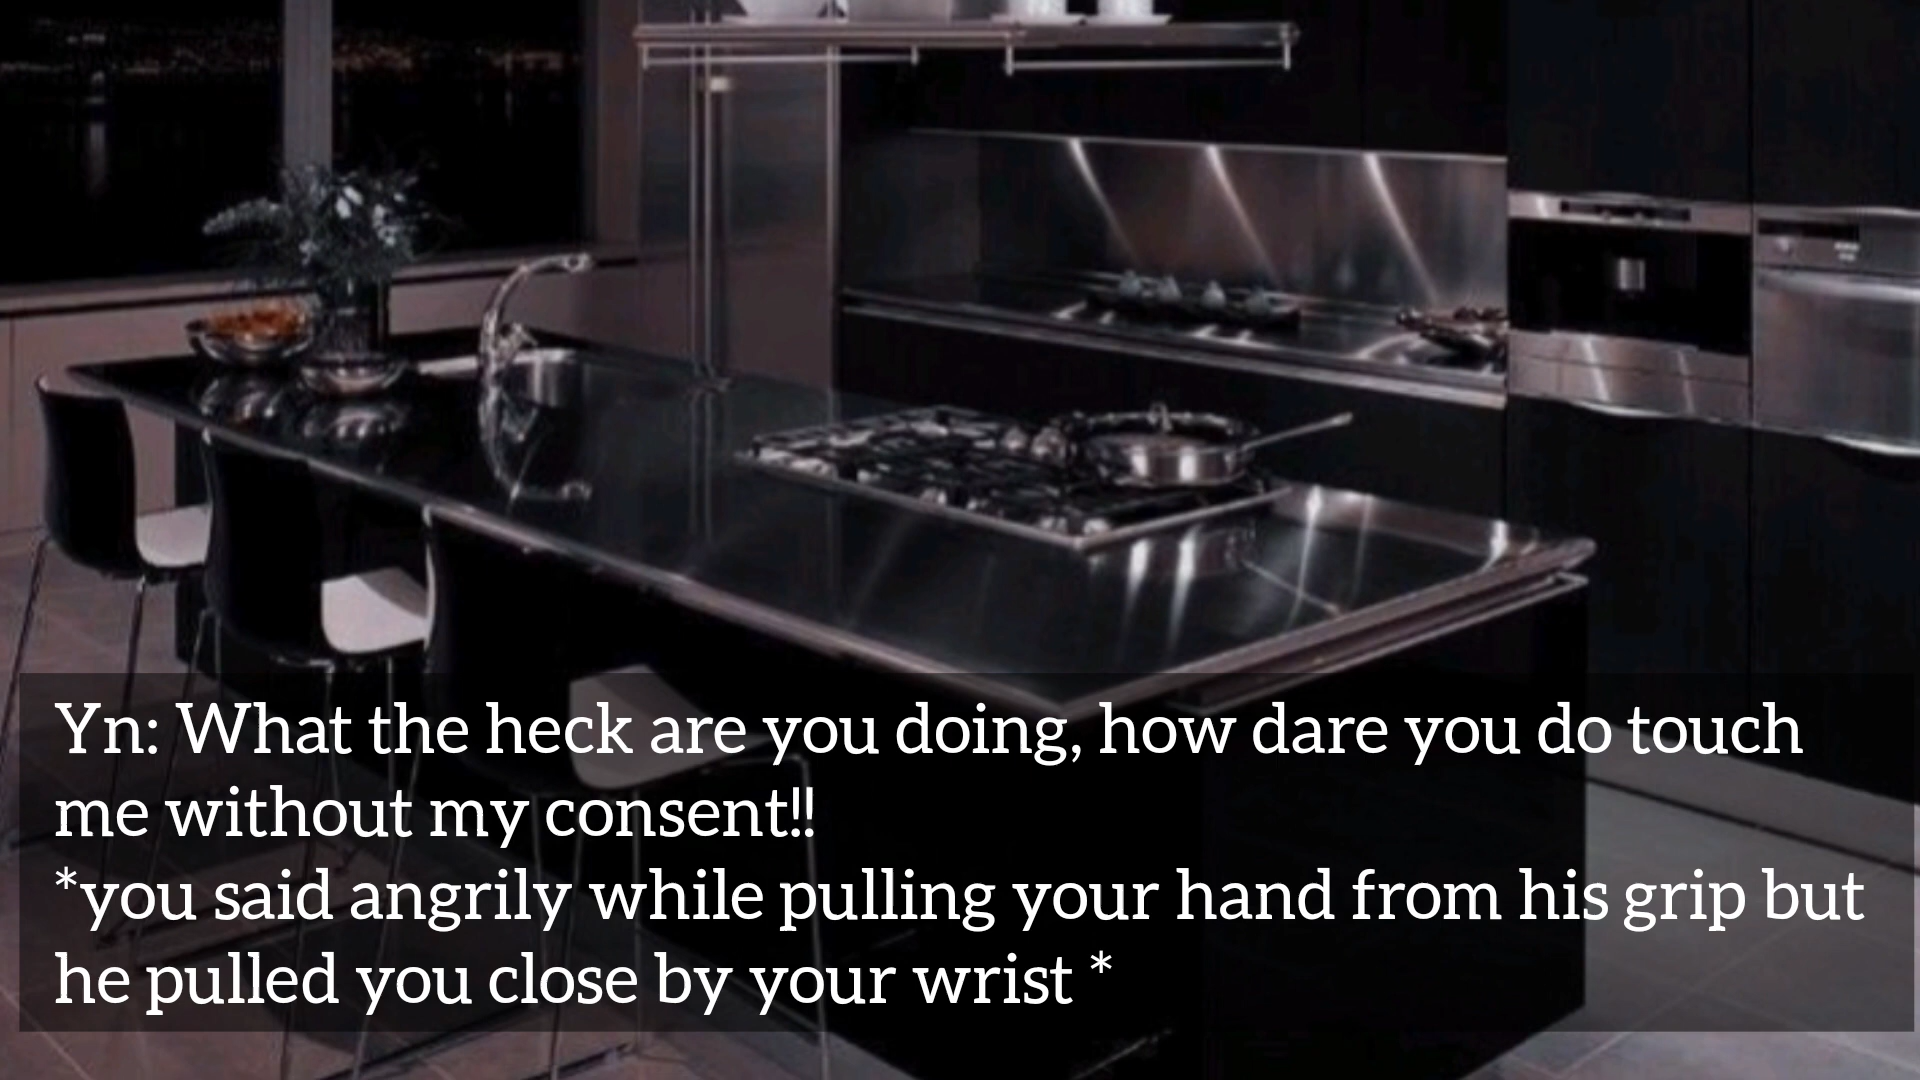 Yn: What the heck are you doing, how dare you do touch
me without my consent!!
*you said angrily while pulling your hand from his grip but
he pulled you close by your wrist *